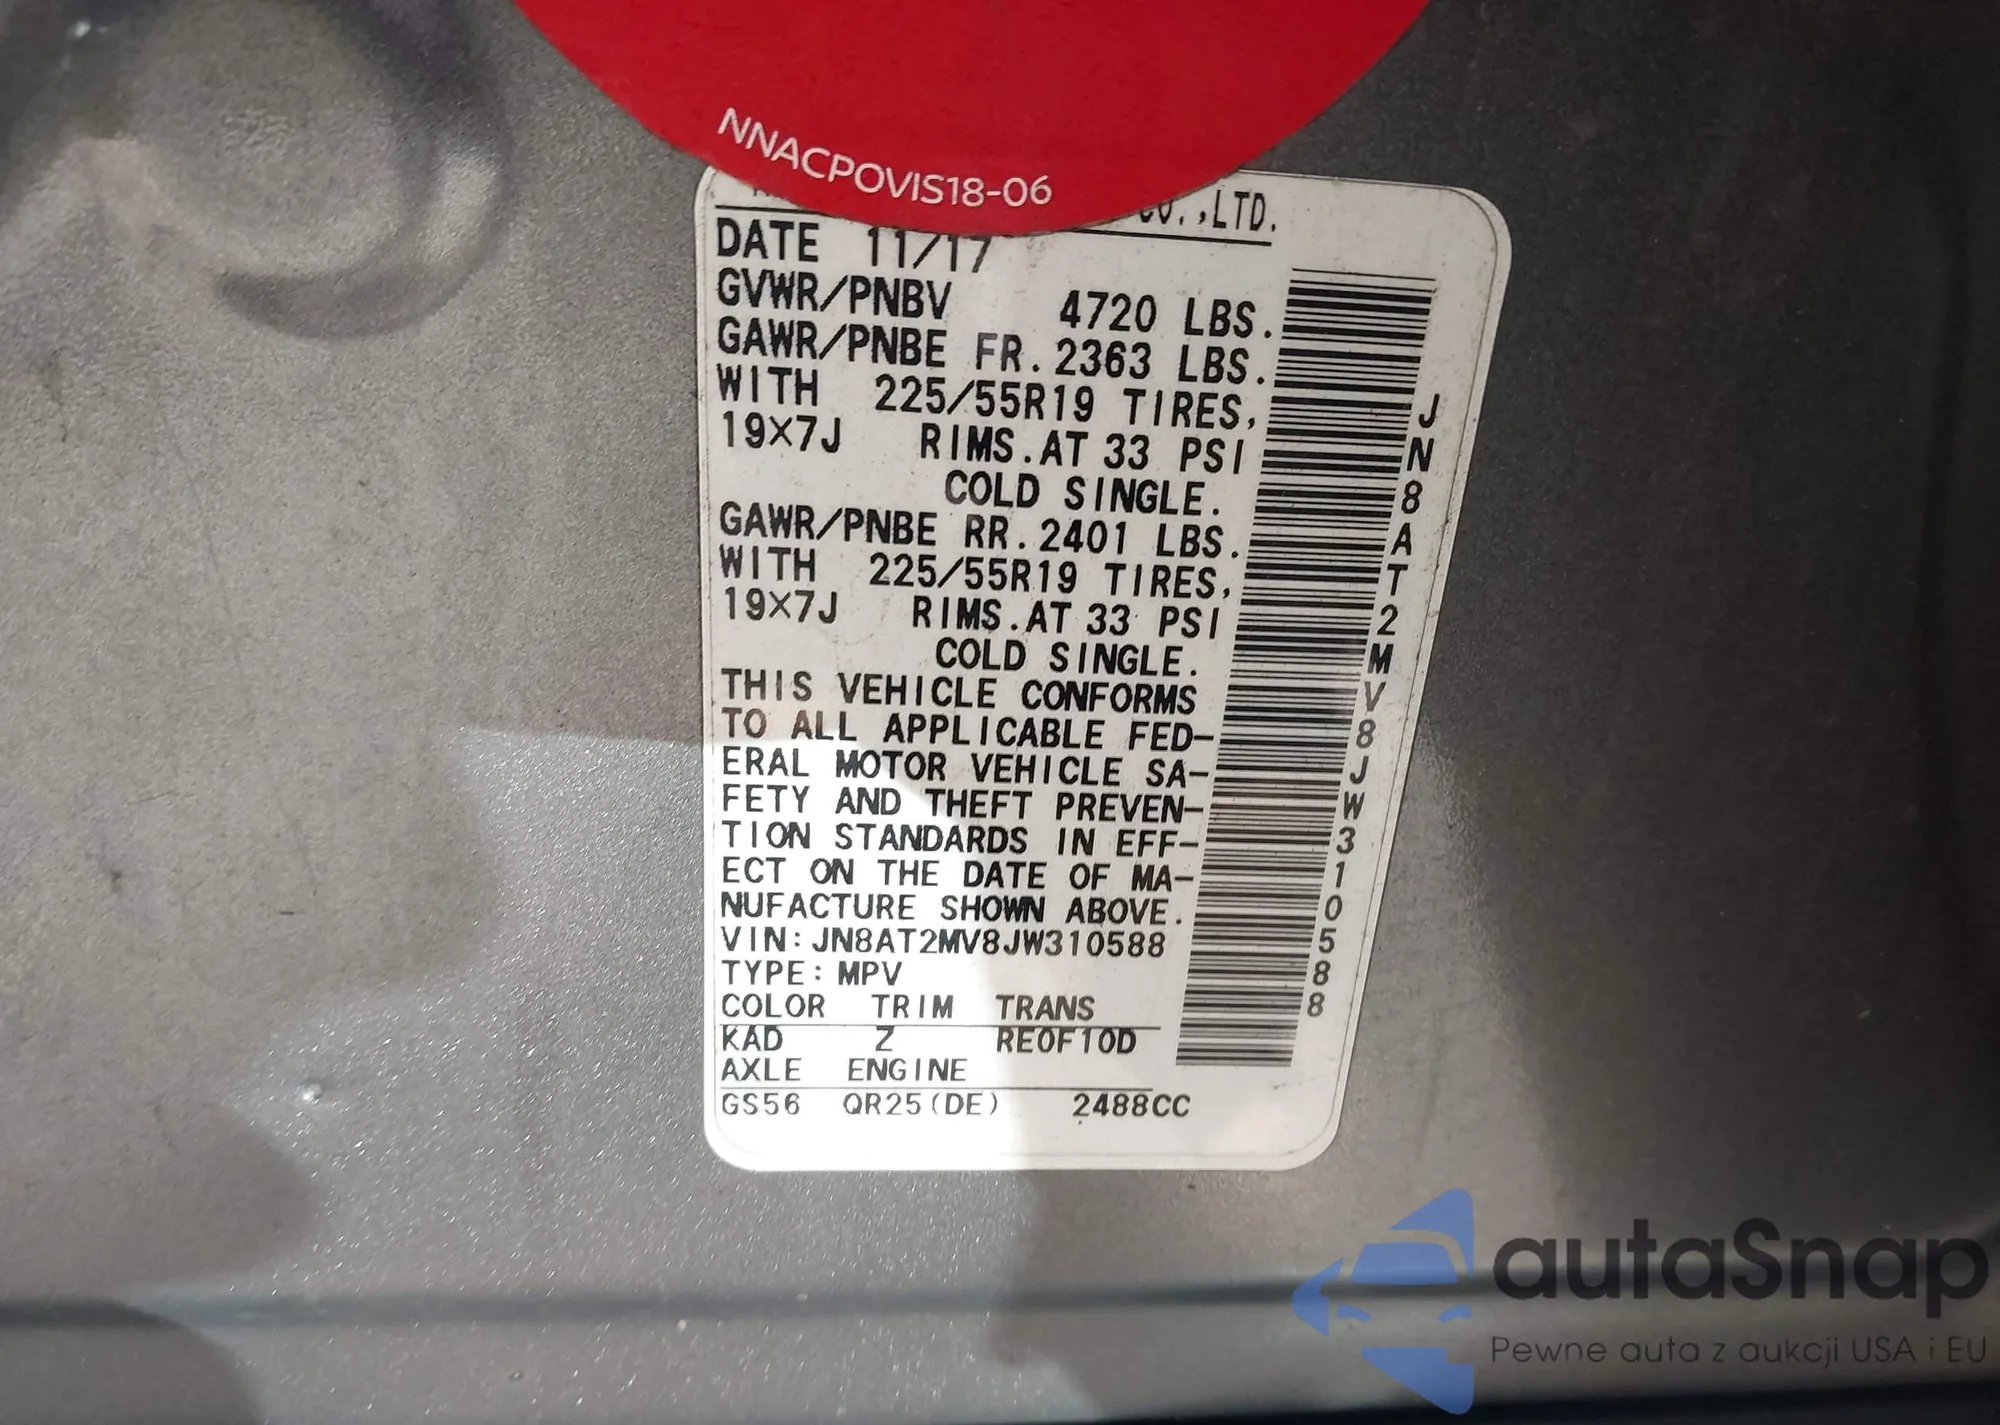 NNACPOVIS18-06
CO.,LTD.
DATE 11/17
GVWR/PNBV 4720 LBS.
GAWR/PNBE FR.2363 LBS.
WITH 225/55R19 TIRES,
19X7J RIMS.AT 33 PSI
COLD SINGLE.
GAWR/PNBE RR.2401 LBS.
WITH 225/55R19 TIRES,
19X7J RIMS.AT 33 PSI
COLD SINGLE.
THIS VEHICLE CONFORMS
TO ALL APPLICABLE FED-
ERAL MOTOR VEHICLE SA-
FETY AND THEFT PREVEN-
TION STANDARDS IN EFF-
ECT ON THE DATE OF MA-
NUFACTURE SHOWN ABOVE.
VIN:JN8AT2MV8JW310588
TYPE:MPV
COLOR TRIM TRANS
KAD Z RE0F10D
AXLE ENGINE
GS56 QR25(DE) 2488CC
JN8AT2MV8JW310588
autaSnap
Pewne auta z aukcji USA i EU